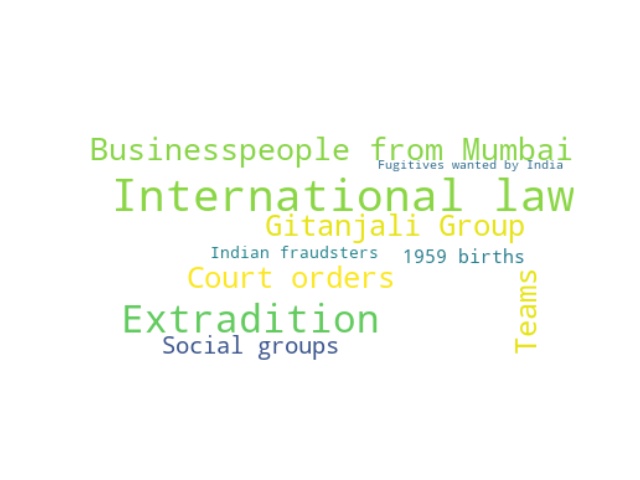 Businesspeople from Mumbai
Fugitives wanted by India
International law
Gitanjali Group
Indian fraudsters
1959 births
Court orders
Teams
Extradition
Social groups